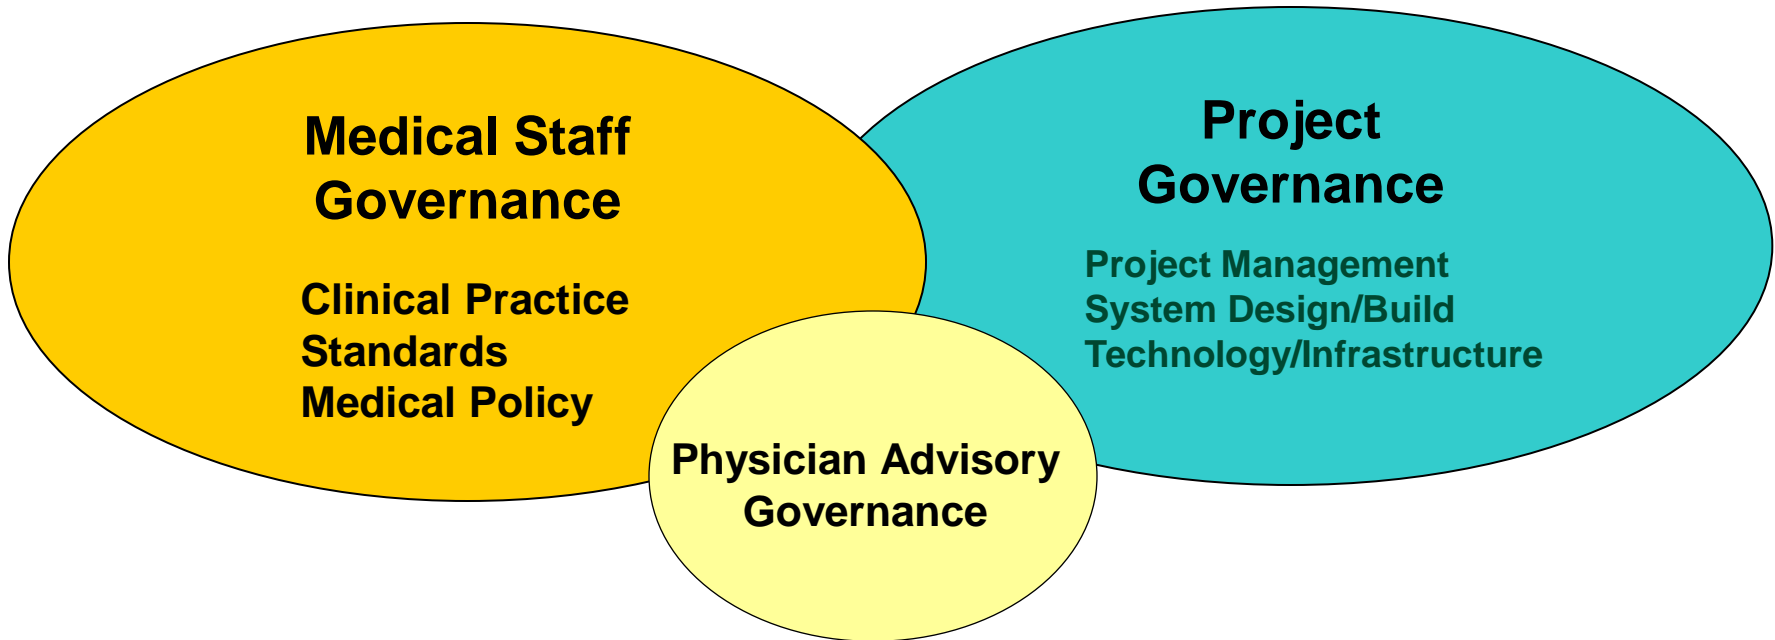 Medical Staff
Governance
Clinical Practice
Standards
Medical Policy
Project
Governance
Project Management
System Design/Build
Technology/Infrastructure
Physician Advisory
Governance